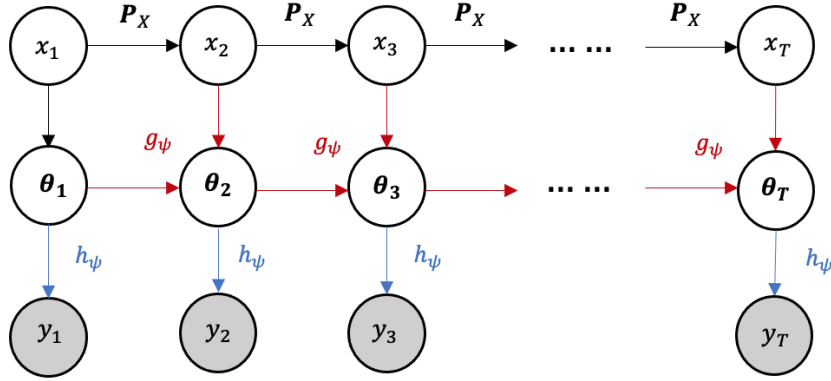 P_X P_X P_X P_X
x_1 x_2 x_3 ... ... x_T
g_ψ g_ψ g_ψ
θ_1 θ_2 θ_3 ... ... θ_T
h_ψ h_ψ h_ψ h_ψ
y_1 y_2 y_3 y_T